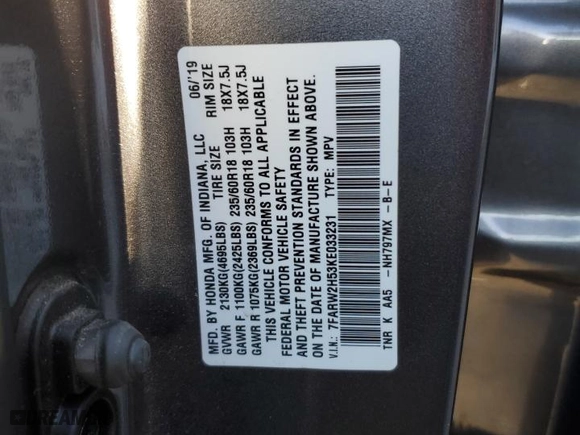 MFD. BY HONDA MFG. OF INDIANA, LLC 06/'19
GVWR 2130KG(4695LBS) TIRE SIZE RIM SIZE
GAWR F 1100KG(2425LBS) 235/60R18 103H 18X7.5J
GAWR R 1075KG(2369LBS) 235/60R18 103H 18X7.5J
THIS VEHICLE CONFORMS TO ALL APPLICABLE
FEDERAL MOTOR VEHICLE SAFETY
AND THEFT PREVENTION STANDARDS IN EFFECT
ON THE DATE OF MANUFACTURE SHOWN ABOVE.
V.I.N.: 7FARW2H53KE033231 TYPE: MPV
TNR K AA5 -NH797MX -B-E